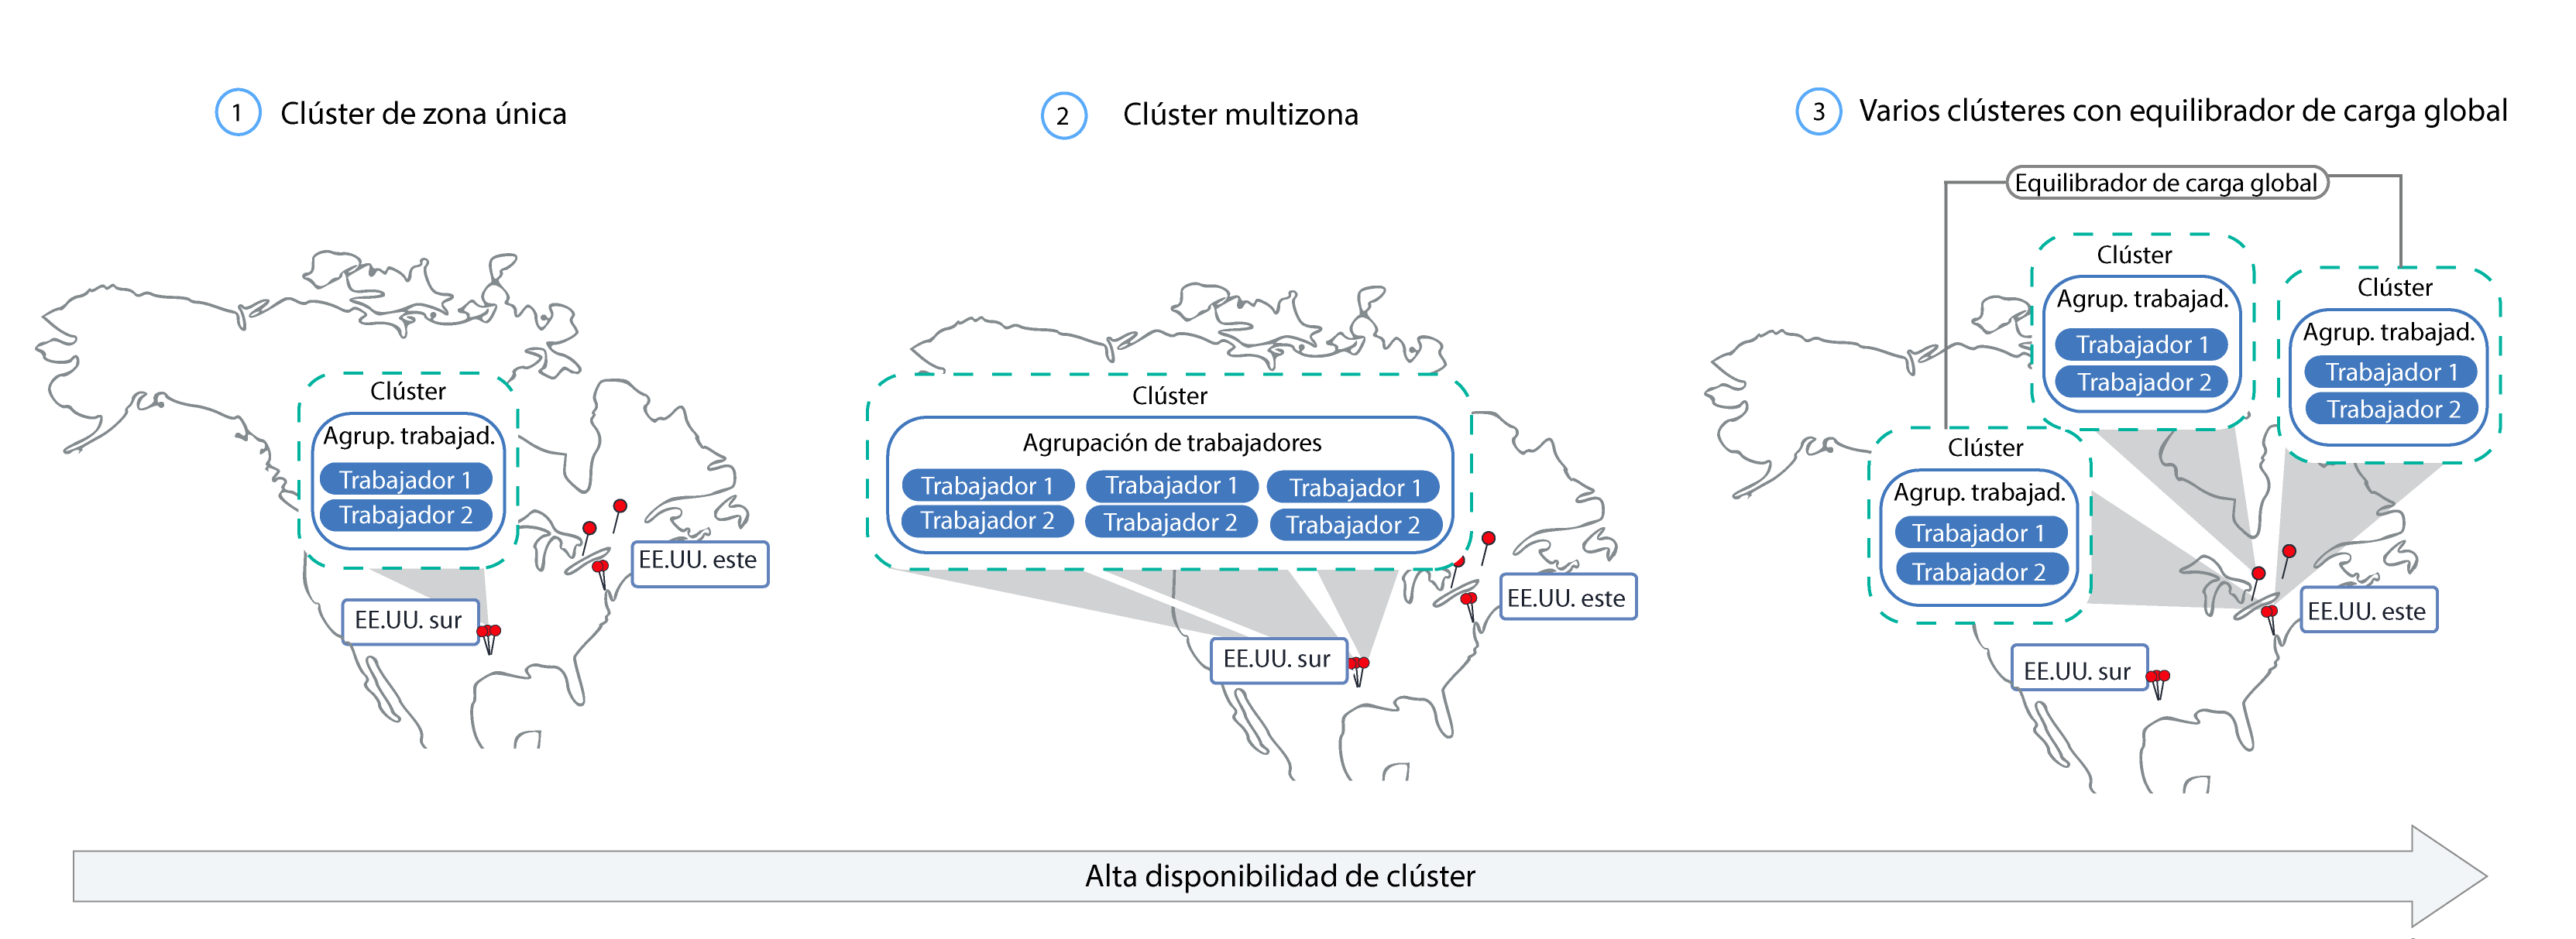 1 Clúster de zona única
Clúster
Agrup. trabajad.
Trabajador 1
Trabajador 2
EE.UU. este
EE.UU. sur
2 Clúster multizona
Clúster
Agrupación de trabajadores
Trabajador 1 Trabajador 1 Trabajador 1
Trabajador 2 Trabajador 2 Trabajador 2
EE.UU. este
EE.UU. sur
3 Varios clústeres con equilibrador de carga global
Equilibrador de carga global
Clúster
Agrup. trabajad.
Trabajador 1
Trabajador 2
Clúster
Agrup. trabajad.
Trabajador 1
Trabajador 2
Clúster
Agrup. trabajad.
Trabajador 1
Trabajador 2
EE.UU. este
EE.UU. sur
Alta disponibilidad de clúster